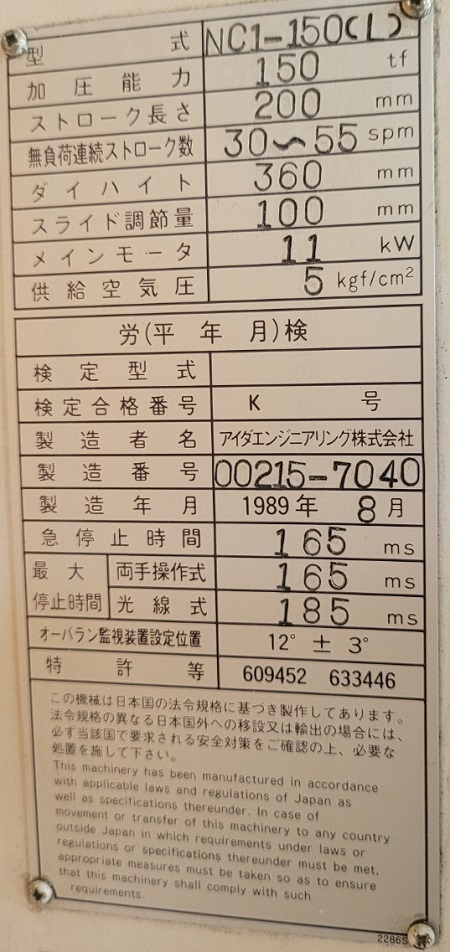 型式 NC1-150(L)
加圧能力 150 tf
ストローク長さ 200 mm
無負荷連続ストローク数 30〜55 spm
ダイハイト 360 mm
スライド調節量 100 mm
メインモータ 11 kW
供給空気圧 5 kgf/cm²
労(平 年 月)検
検定型式
検定合格番号 K 号
製造者名 アイダエンジニアリング株式会社
製造番号 00215-7040
製造年月 1989年 8月
急停止時間 165 ms
最大停止時間 両手操作式 165 ms
光線式 185 ms
オーバラン監視装置設定位置 12° ± 3°
特許等 609452 633446
この機械は日本国の法令規格に基づき製作してあります。
法令規格の異なる日本国外への移設又は輸出の場合には、
必ず当該国で要求される安全対策をご確認の上、必要な
処置を施して下さい。
This machinery has been manufactured in accordance
with applicable laws and regulations of Japan as
well as specifications thereunder. In case of
movement or transfer of this machinery to any country
outside Japan in which requirements under laws or
regulations or specifications thereunder must be met,
appropriate measures must be taken so as to ensure
that this machinery shall comply with such
requirements.
2286S